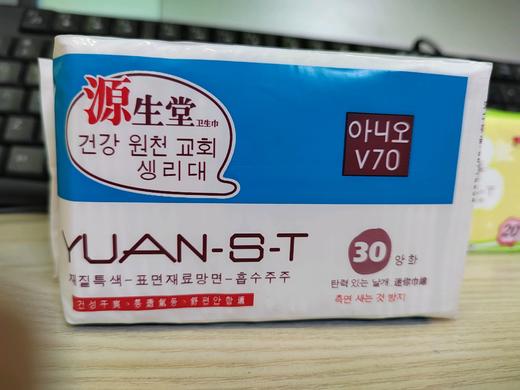 源生堂卫生巾
건강 원천 교회
생리대
아니오
V70
YUAN-S-T
30
재질특색-표면재료망면-흡수주주
탄력 있는 날개.
측면 새는 것 방지
20